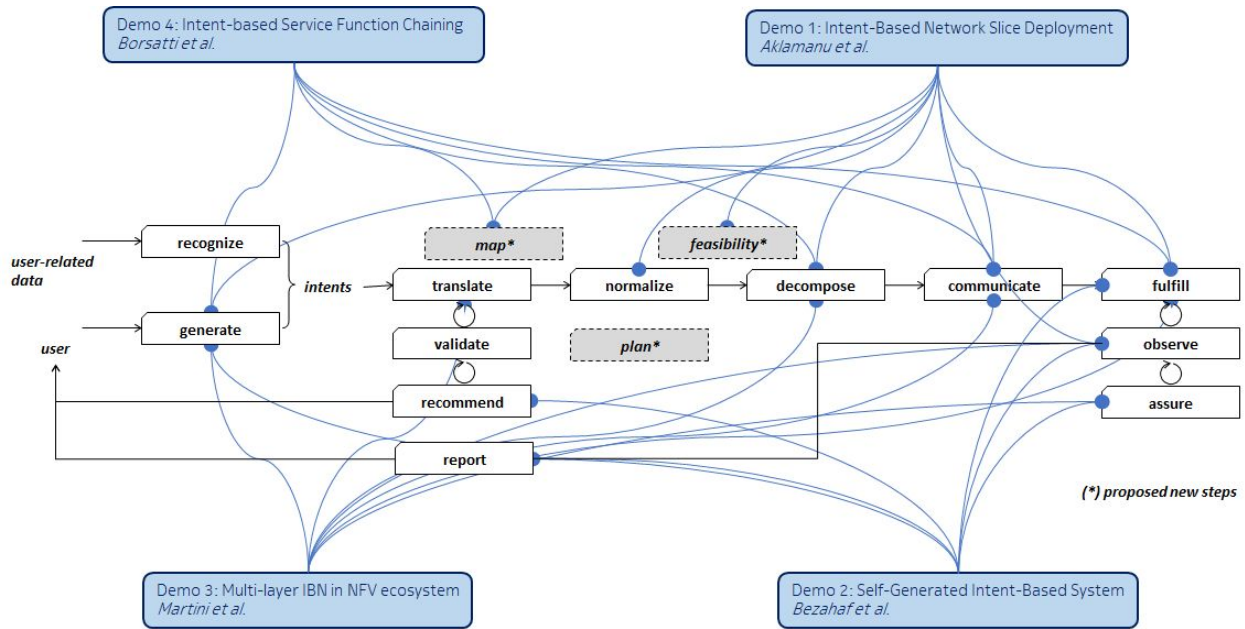 Demo 4: Intent-based Service Function Chaining
Borsatti et al.
Demo 1: Intent-Based Network Slice Deployment
Aklamanu et al.
recognize
map*
feasibility*
user-related
data
intents
translate
normalize
decompose
communicate
fulfill
generate
user
validate
plan*
observe
recommend
assure
report
(*) proposed new steps
Demo 3: Multi-layer IBN in NFV ecosystem
Martini et al.
Demo 2: Self-Generated Intent-Based System
Bezahaf et al.